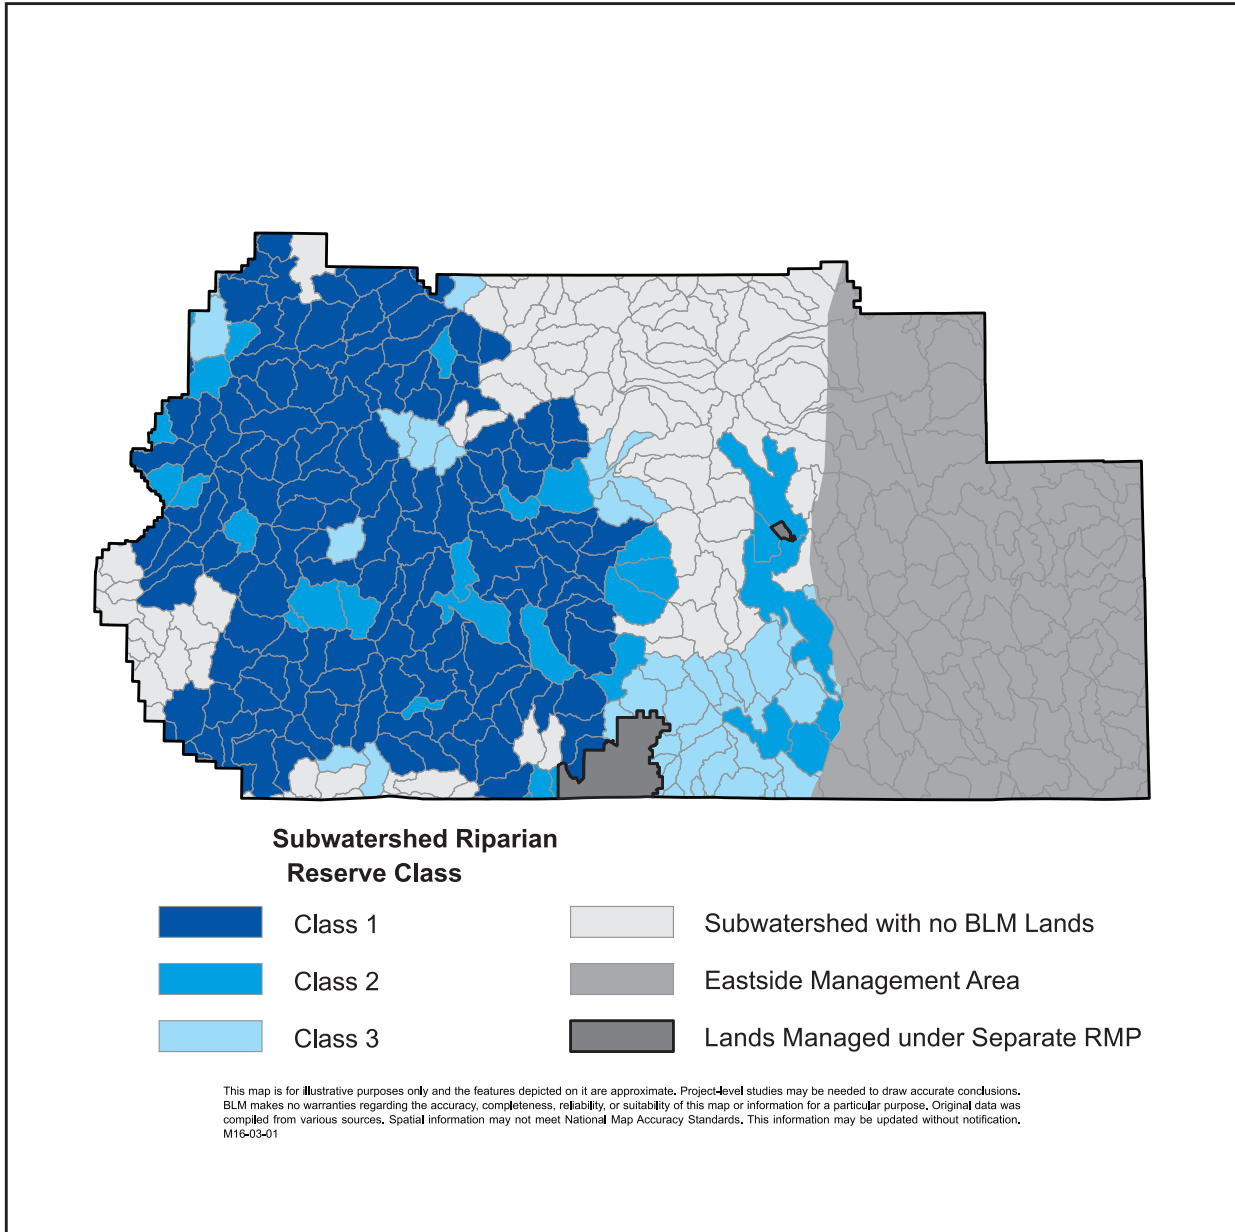 Subwatershed Riparian
Reserve Class
Class 1
Class 2
Class 3
Subwatershed with no BLM Lands
Eastside Management Area
Lands Managed under Separate RMP
This map is for illustrative purposes only and the features depicted on it are approximate. Project-level studies may be needed to draw accurate conclusions.
BLM makes no warranties regarding the accuracy, completeness, reliability, or suitability of this map or information for a particular purpose. Original data was
compiled from various sources. Spatial information may not meet National Map Accuracy Standards. This information may be updated without notification.
M16-03-01